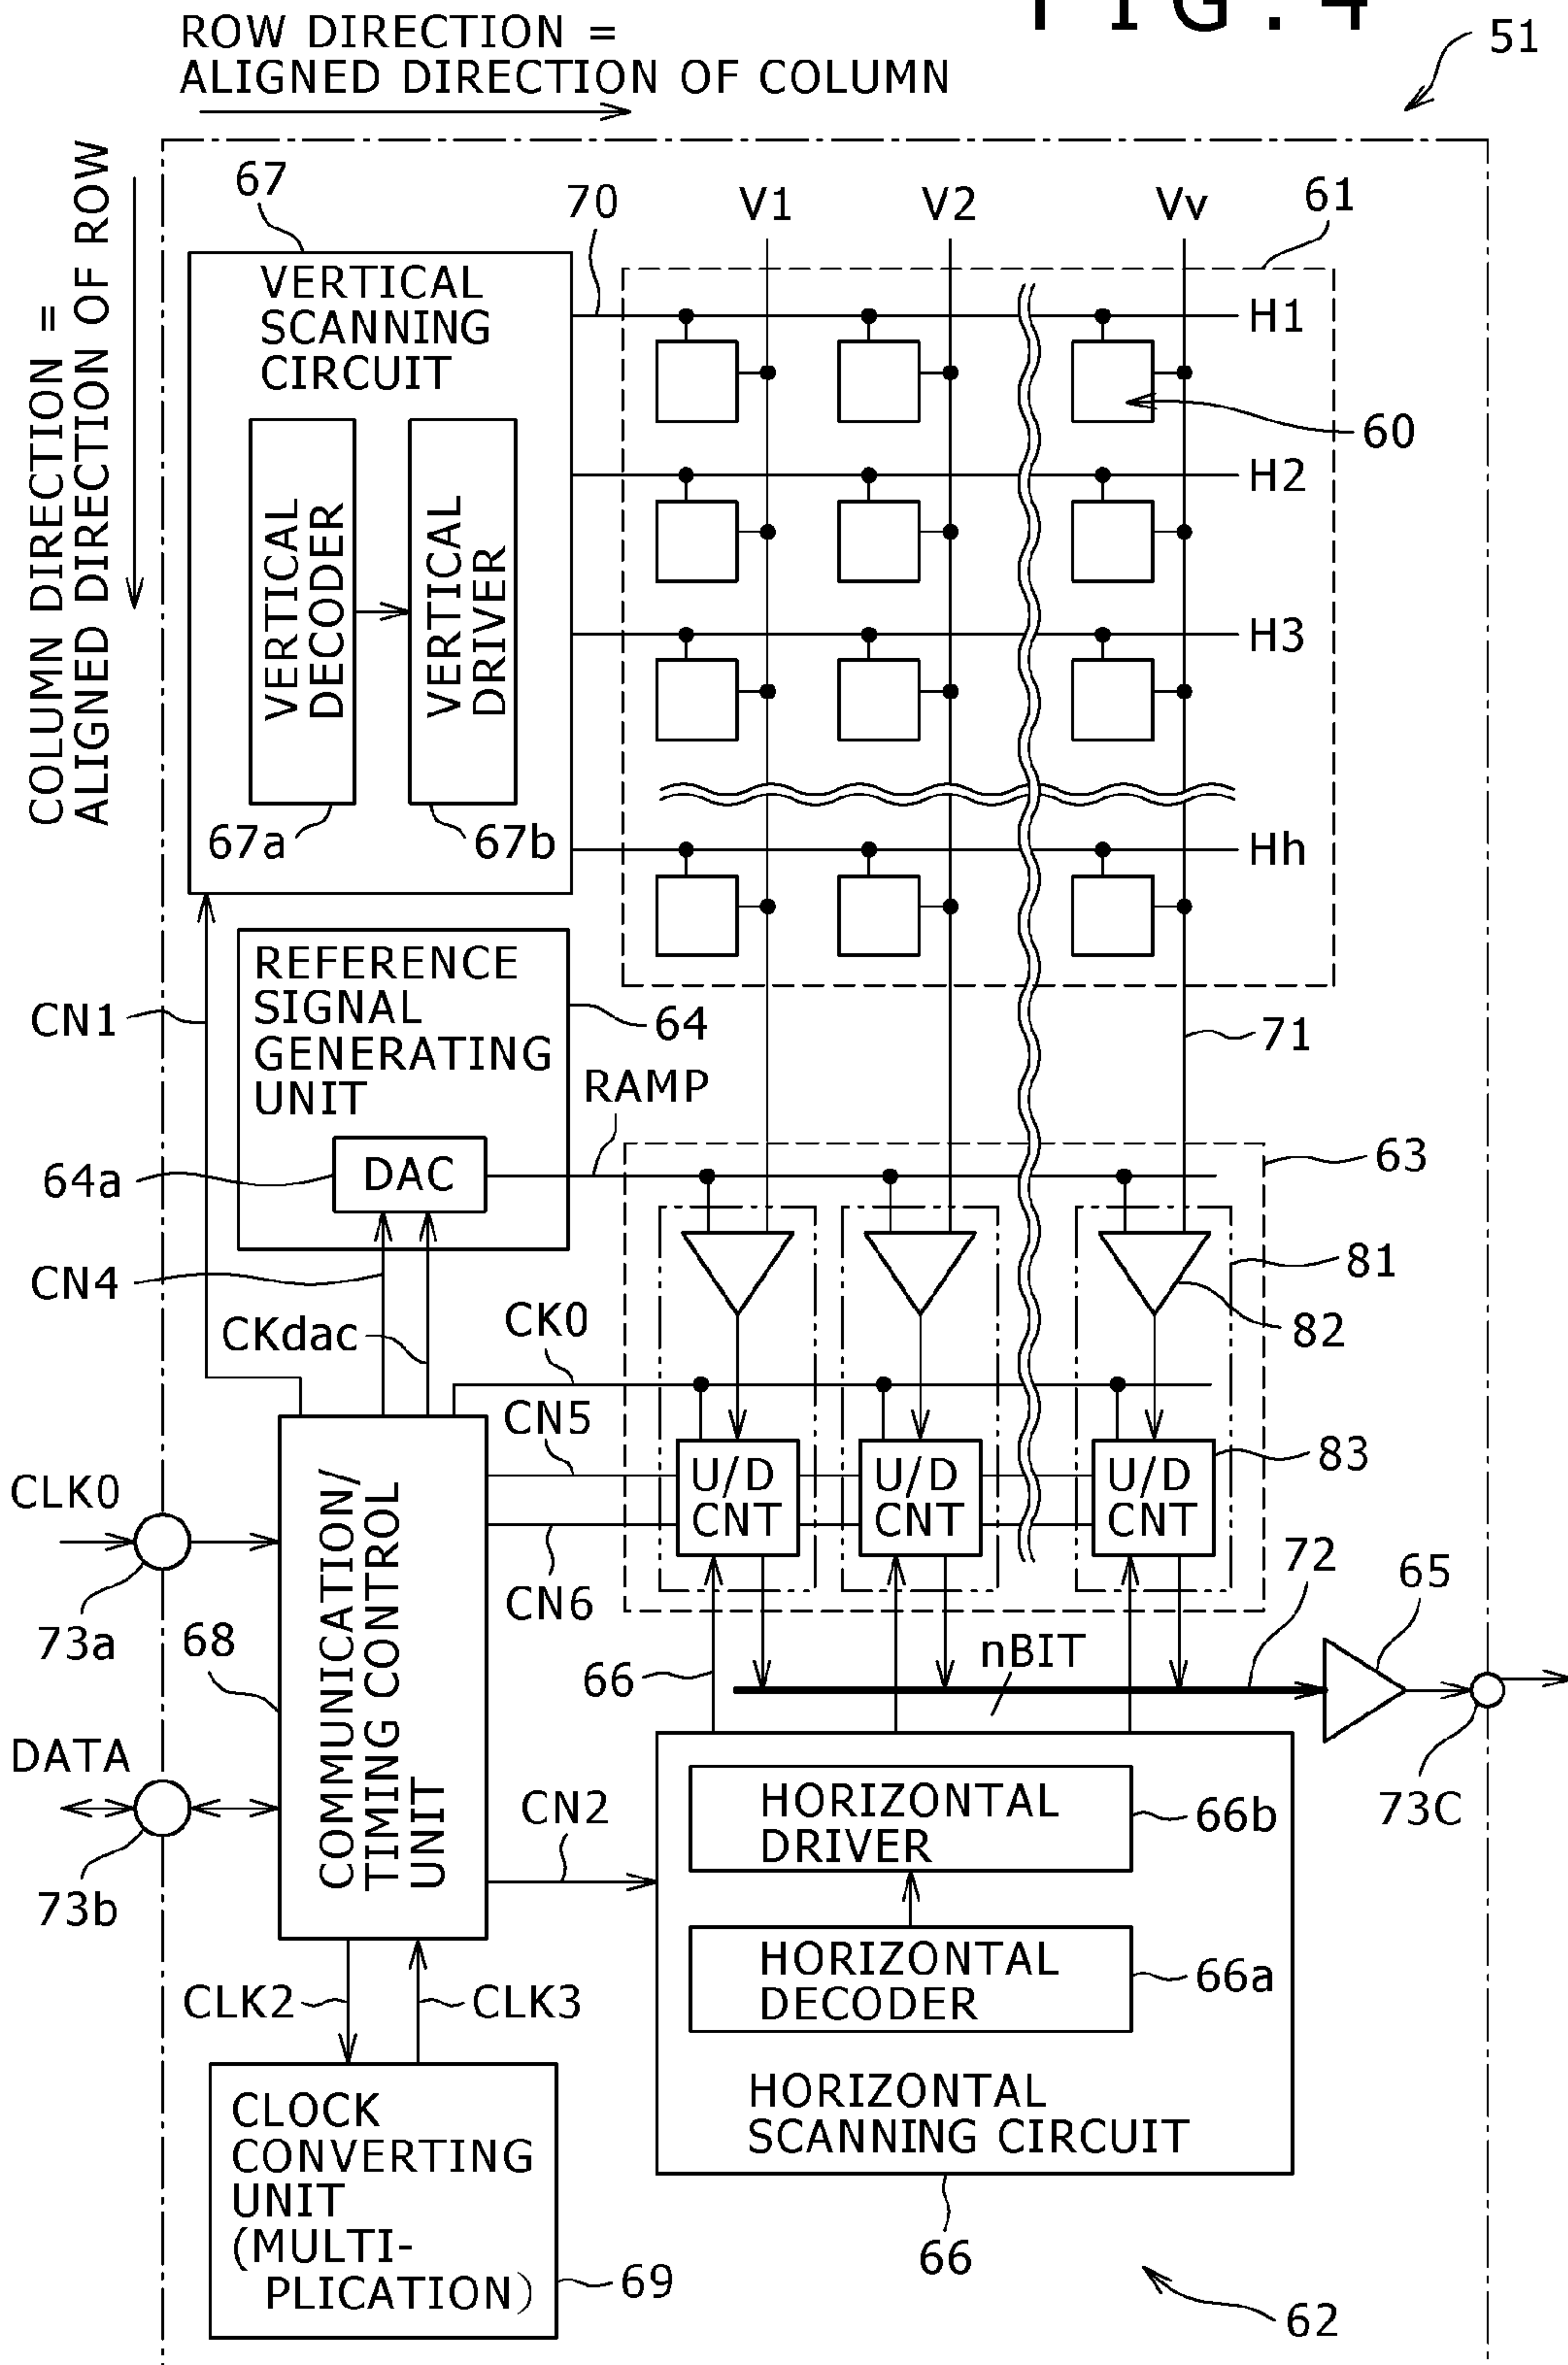 FIG.4
ROW DIRECTION =
ALIGNED DIRECTION OF COLUMN
51
COLUMN DIRECTION =
ALIGNED DIRECTION OF ROW
67
70
V1
V2
Vv
61
VERTICAL
SCANNING
CIRCUIT
H1
60
H2
VERTICAL
DECODER
VERTICAL
DRIVER
H3
67a
67b
Hh
REFERENCE
SIGNAL
GENERATING
UNIT
CN1
64
71
RAMP
63
64a
DAC
81
CN4
82
CK0
CKdac
CN5
83
U/D
CNT
U/D
CNT
U/D
CNT
CLK0
COMMUNICATION/
TIMING CONTROL
UNIT
CN6
72
65
73a
68
nBIT
66
DATA
CN2
HORIZONTAL
DRIVER
66b
73C
73b
HORIZONTAL
DECODER
66a
CLK2
CLK3
HORIZONTAL
SCANNING CIRCUIT
CLOCK
CONVERTING
UNIT
(MULTI-
PLICATION)
66
69
62